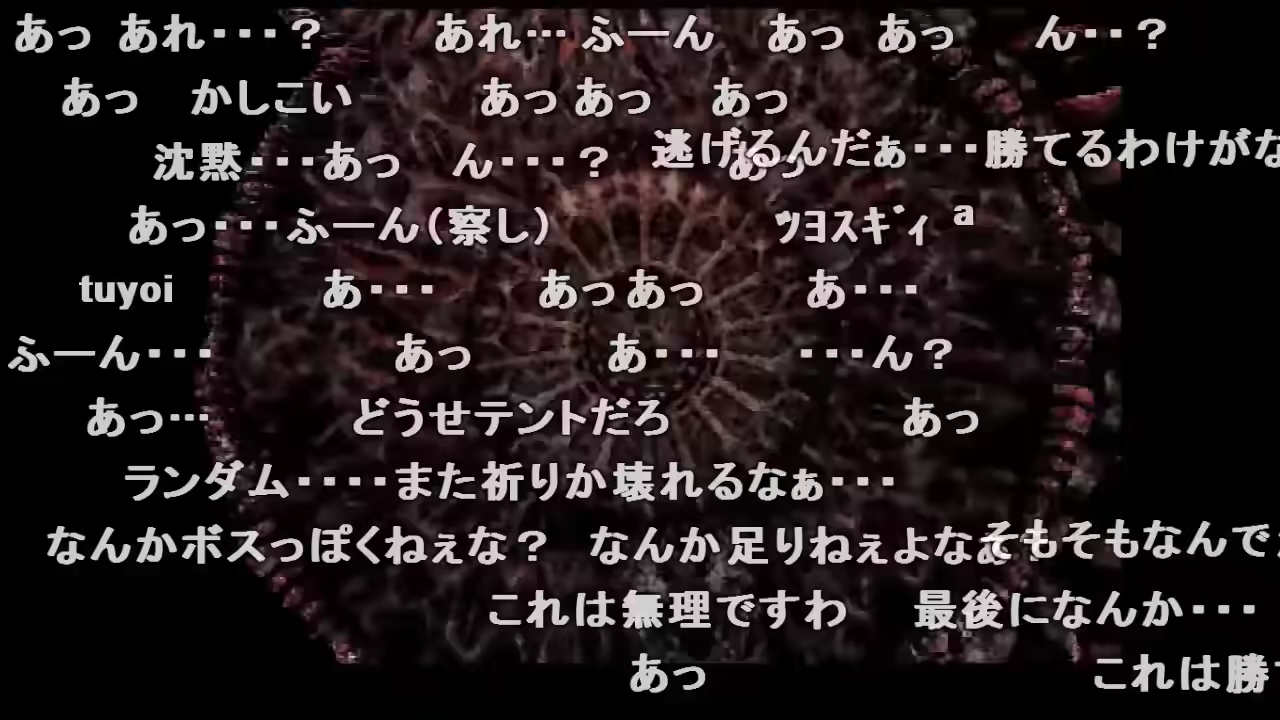 あっ あれ・・・？ あれ… ふーん あっ あっ ん・・？
あっ かしこい あっ あっ あっ
逃げるんだぁ・・・勝てるわけがな
沈黙・・・あっ ん・・・？ あっ
あっ・・・ふーん（察し） ﾂﾖｽｷﾞｨ a
tuyoi あ・・・ あっ あっ あ・・・
ふーん・・・ あっ あ・・・ ・・・ん？
あっ… どうせテントだろ あっ
ランダム・・・・また祈りか壊れるなぁ・・・
なんかボスっぽくねぇな？ なんか足りねぇよなぁ？
そもそもなんで
これは無理ですわ 最後になんか・・・
あっ これは勝